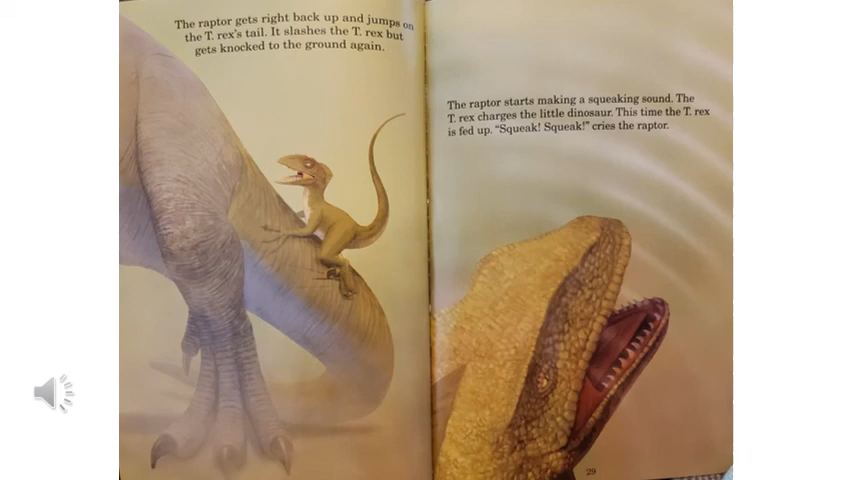 The raptor gets right back up and jumps on
the T. rex's tail. It slashes the T. rex but
gets knocked to the ground again.
The raptor starts making a squeaking sound. The
T. rex charges the little dinosaur. This time the T. rex
is fed up. “Squeak! Squeak!” cries the raptor.
29